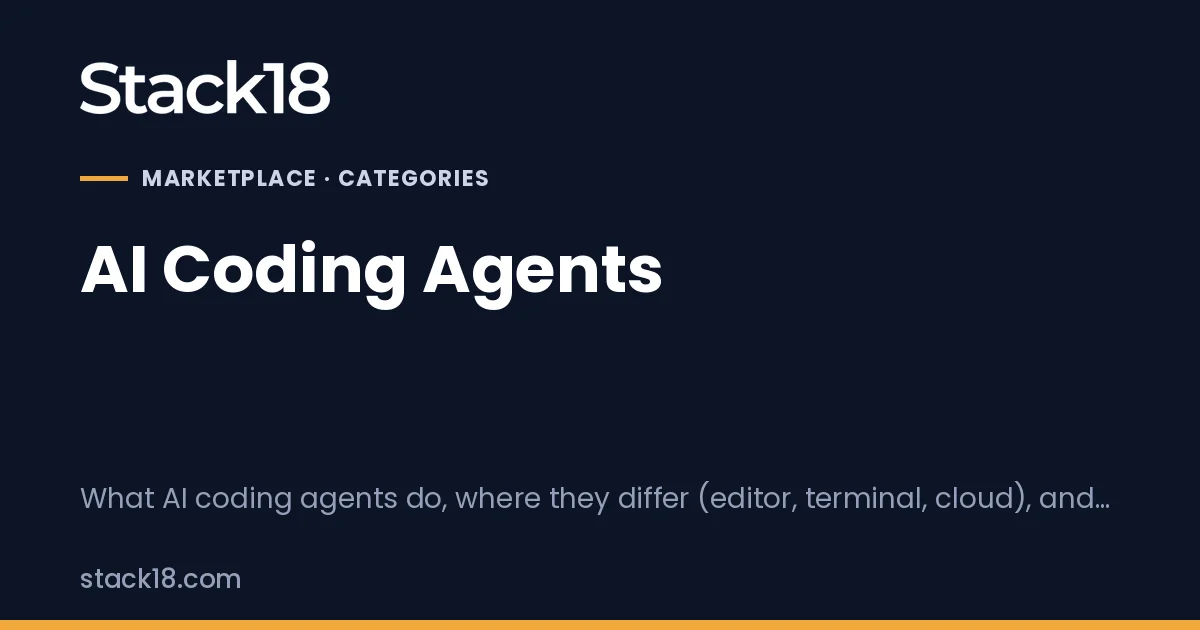 Stack18
MARKETPLACE · CATEGORIES
AI Coding Agents
What AI coding agents do, where they differ (editor, terminal, cloud), and…
stack18.com